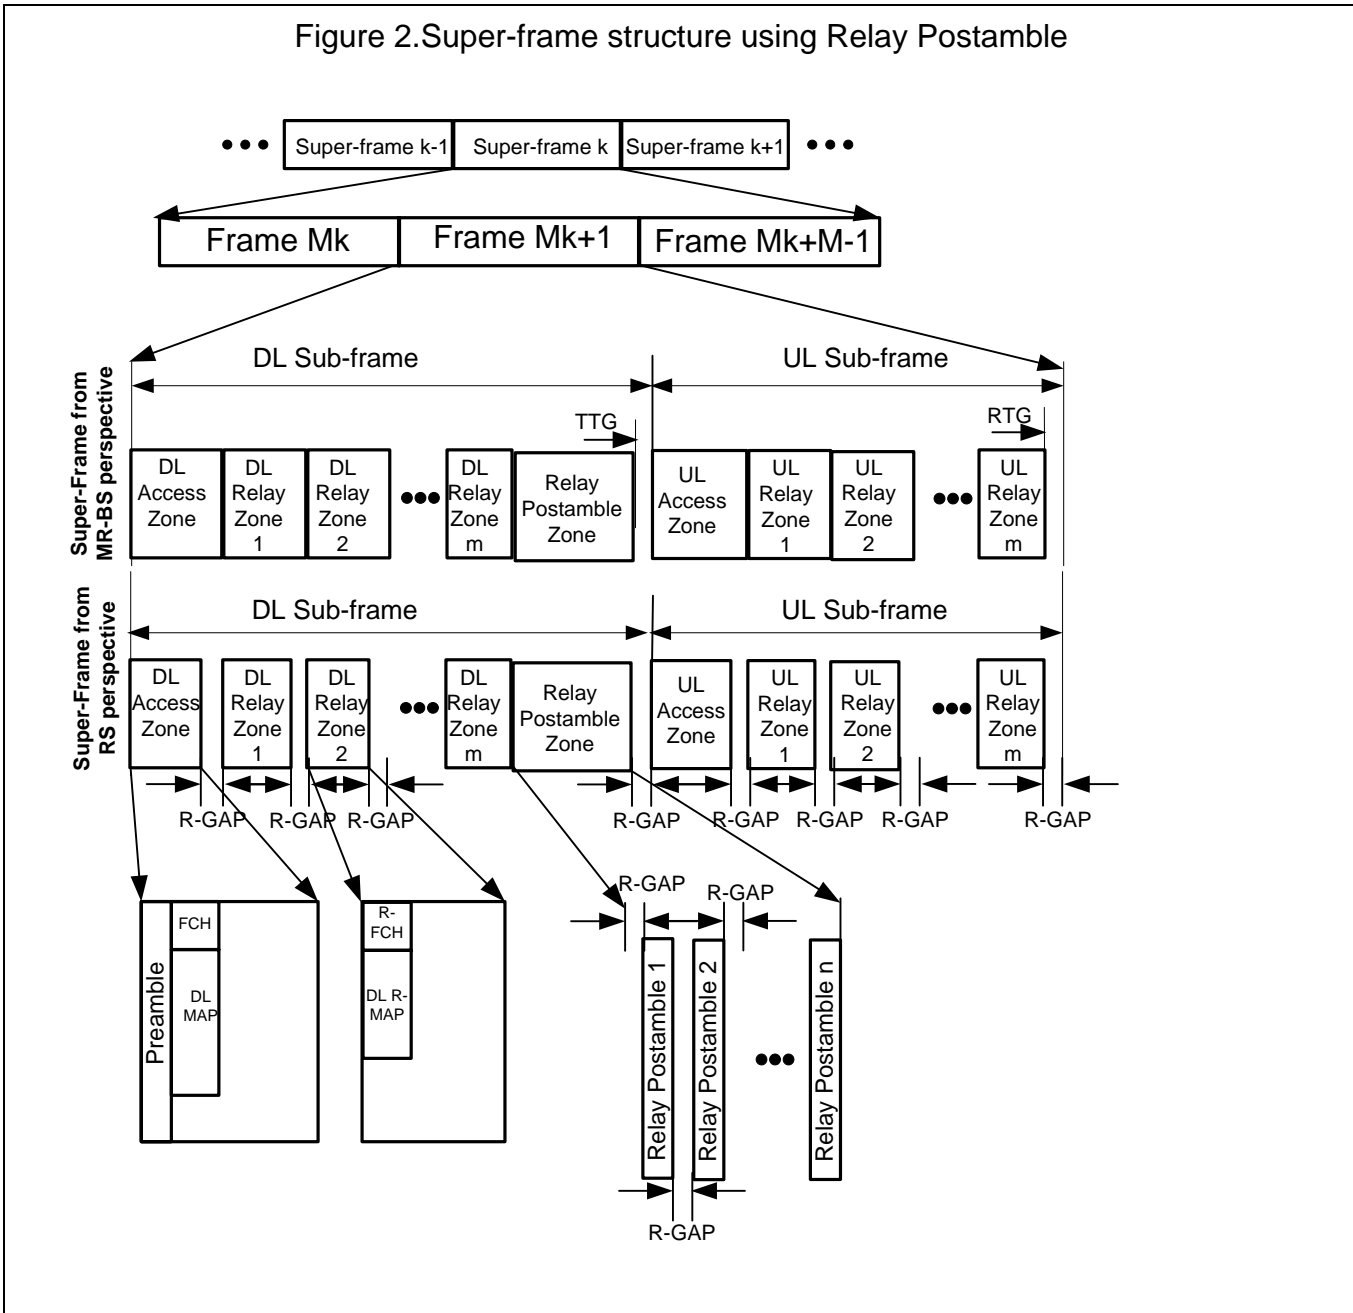 Figure 2.Super-frame structure using Relay Postamble
Super-frame k-1
Super-frame k
Super-frame k+1
Frame Mk
Frame Mk+1
Frame Mk+M-1
DL Sub-frame
UL Sub-frame
Super-Frame from
MR-BS perspective
TTG
RTG
DL
Access
Zone
DL
Relay
Zone
1
DL
Relay
Zone
2
DL
Relay
Zone
m
Relay
Postamble
Zone
UL
Access
Zone
UL
Relay
Zone
1
UL
Relay
Zone
2
UL
Relay
Zone
m
DL Sub-frame
UL Sub-frame
Super-Frame from
RS perspective
DL
Access
Zone
DL
Relay
Zone
1
DL
Relay
Zone
2
DL
Relay
Zone
m
Relay
Postamble
Zone
UL
Access
Zone
UL
Relay
Zone
1
UL
Relay
Zone
2
UL
Relay
Zone
m
R-GAP
R-GAP
R-GAP
R-GAP
R-GAP
R-GAP
R-GAP
R-GAP
Preamble
FCH
DL
MAP
R-
FCH
DL R-
MAP
R-GAP
R-GAP
Relay Postamble 1
Relay Postamble 2
Relay Postamble n
R-GAP